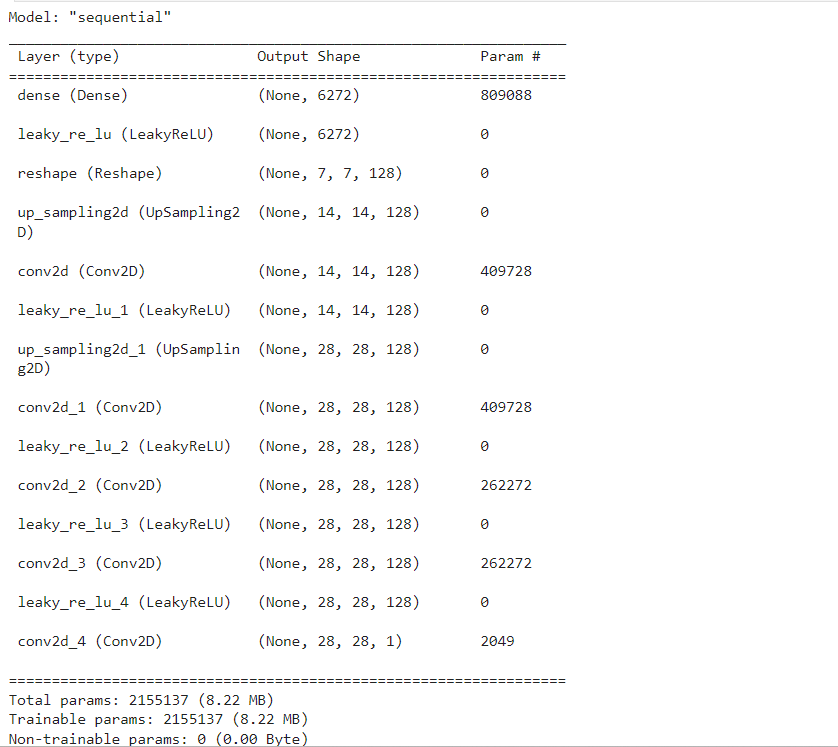 Model: "sequential"
_________________________________________________________________
Layer (type) Output Shape Param #
=================================================================
dense (Dense) (None, 6272) 809088
leaky_re_lu (LeakyReLU) (None, 6272) 0
reshape (Reshape) (None, 7, 7, 128) 0
up_sampling2d (UpSampling2 (None, 14, 14, 128) 0
D)
conv2d (Conv2D) (None, 14, 14, 128) 409728
leaky_re_lu_1 (LeakyReLU) (None, 14, 14, 128) 0
up_sampling2d_1 (UpSamplin (None, 28, 28, 128) 0
g2D)
conv2d_1 (Conv2D) (None, 28, 28, 128) 409728
leaky_re_lu_2 (LeakyReLU) (None, 28, 28, 128) 0
conv2d_2 (Conv2D) (None, 28, 28, 128) 262272
leaky_re_lu_3 (LeakyReLU) (None, 28, 28, 128) 0
conv2d_3 (Conv2D) (None, 28, 28, 128) 262272
leaky_re_lu_4 (LeakyReLU) (None, 28, 28, 128) 0
conv2d_4 (Conv2D) (None, 28, 28, 1) 2049
=================================================================
Total params: 2155137 (8.22 MB)
Trainable params: 2155137 (8.22 MB)
Non-trainable params: 0 (0.00 Byte)